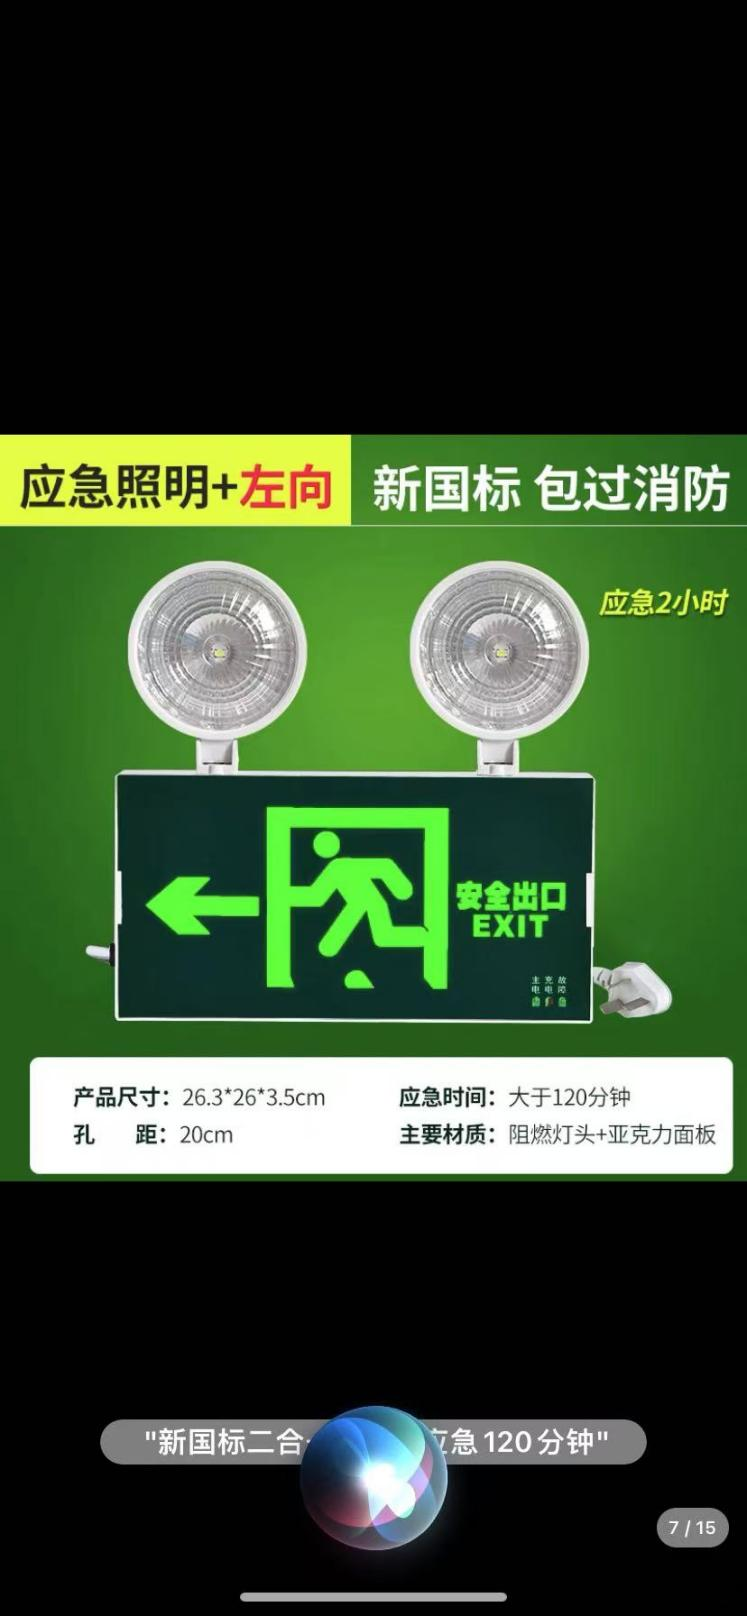 应急照明+左向
新国标 包过消防
应急2小时
安全出口
EXIT
主电 充电 故障
产品尺寸：26.3*26*3.5cm
应急时间：大于120分钟
孔 距：20cm
主要材质：阻燃灯头+亚克力面板
"新国标二合 应急120分钟"
7 / 15